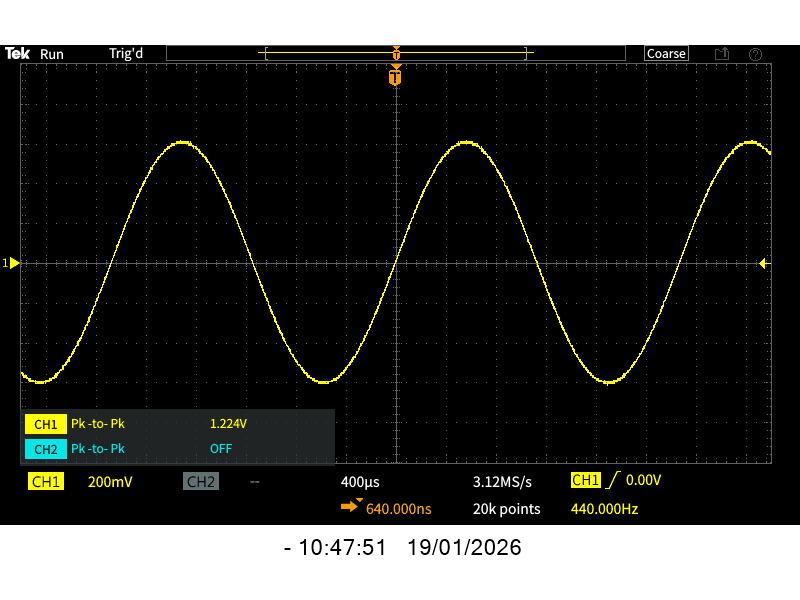 Tek Run Trig'd T Coarse
T
1
CH1 Pk -to- Pk 1.224V
CH2 Pk -to- Pk OFF
CH1 200mV CH2 -- 400µs 3.12MS/s CH1 0.00V
640.000ns 20k points 440.000Hz
- 10:47:51 19/01/2026